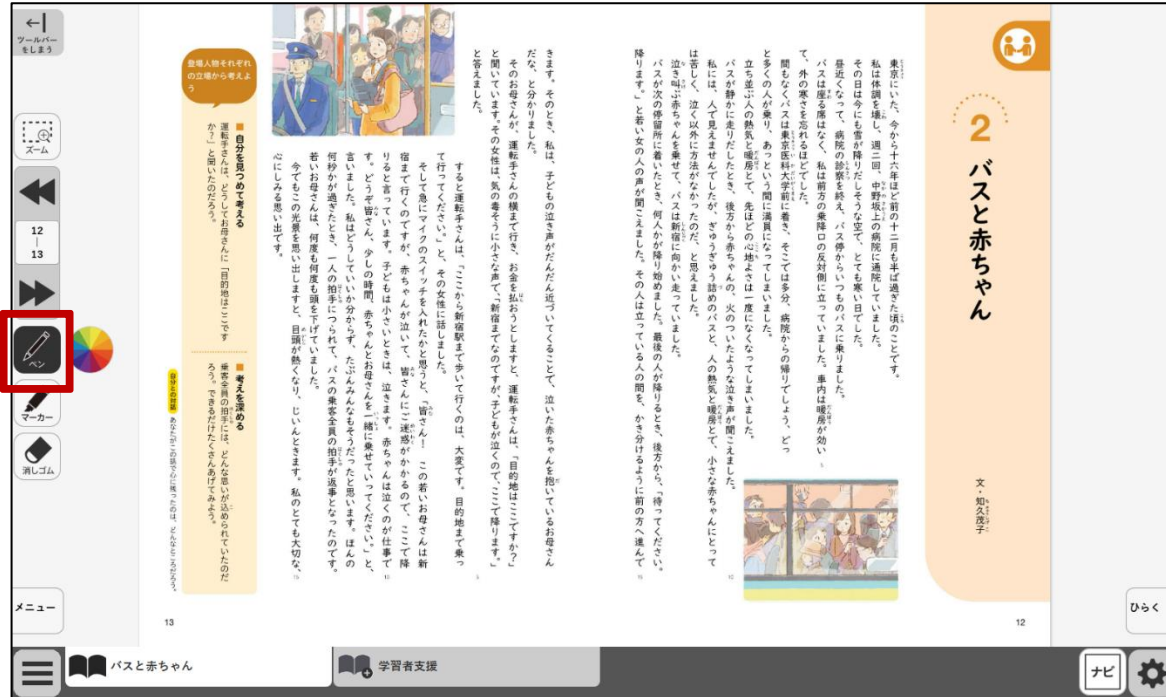 ←|
ツールバー
をしまう
ズーム
12
|
13
ペン
マーカー
消しゴム
メニュー
2 バスと赤ちゃん
文・知久茂子
東京にいた、今から十六年ほど前の十二月も半ば過ぎた頃のことです。
私は体調を壊し、週二回、中野坂上の病院に通院していました。
その日は今にも雪が降りだしそうな空で、とても寒い日でした。
昼近くなって、病院の診察を終え、バス停からいつものバスに乗りました。
バスは座る席はなく、私は前方の乗降口の反対側に立っていました。車内は暖房が効い
て、外の寒さを忘れるほどでした。
間もなくバスは東京医科大学前に着き、そこでは多分、病院からの帰りでしょう、どっ
と多くの人が乗り、あっという間に満員になってしまいました。
立ち並ぶ人の熱気と暖房とで、先ほどの心地よさは一度になくなってしまいました。
バスが静かに走りだしたとき、後方から赤ちゃんの、火のついたような泣き声が聞こえました。
私には、人で見えませんでしたが、ぎゅうぎゅう詰めのバスと、人の熱気と暖房とで、小さな赤ちゃんにとって
は苦しく、泣く以外に方法がなかったのだ、と思えました。
泣き叫ぶ赤ちゃんを乗せて、バスは新宿に向かい走っていました。
バスが次の停留所に着いたとき、何人かが降り始めました。最後の人が降りるとき、後方から、「待ってください。
降ります。」と若い女の人の声が聞こえました。その人は立っている人の間を、かき分けるように前の方へ進んで
12
きます。そのとき、私は、子どもの泣き声がだんだん近づいてくることで、泣いた赤ちゃんを抱いているお母さん
だな、と分かりました。
そのお母さんが、運転手さんの横まで行き、お金を払おうとしますと、運転手さんは、「目的地はここですか?」
と聞いています。その女性は、気の毒そうに小さな声で、「新宿までなのですが、子どもが泣くので、ここで降ります。」
と答えました。
すると運転手さんは、「ここから新宿駅まで歩いて行くのは、大変です。目的地まで乗っ
て行ってください。」と、その女性に話しました。
そして急にマイクのスイッチを入れたかと思うと、「皆さん! この若いお母さんは新
宿まで行くのですが、赤ちゃんが泣いて、皆さんにご迷惑がかかるので、ここで降
りると言っています。子どもは小さいときは、泣きます。赤ちゃんは泣くのが仕事で
す。どうぞ皆さん、少しの時間、赤ちゃんとお母さんを一緒に乗せていってください。」と、
言いました。私はどうしていいか分からず、たぶんみんなもそうだったと思います。ほんの
何秒かが過ぎたとき、一人の拍手につられて、バスの乗客全員の拍手が返事となったのです。
若いお母さんは、何度も何度も頭を下げていました。
今でもこの光景を思い出しますと、目頭が熱くなり、じいんときます。私のとても大切な、
心にしみる思い出です。
登場人物それぞれ
の立場から考えよ
う
■自分を見つめて考える
運転手さんは、どうしてお母さんに「目的地はここです
か?」と聞いたのだろう。
■考えを深める
乗客全員の拍手には、どんな思いが込められていたのだ
ろう。できるだけたくさんあげてみよう。
自分との対話 あなたがこの話で心に残ったのは、どんなところだろう。
13
ひらく
バスと赤ちゃん
学習者支援
ナビ